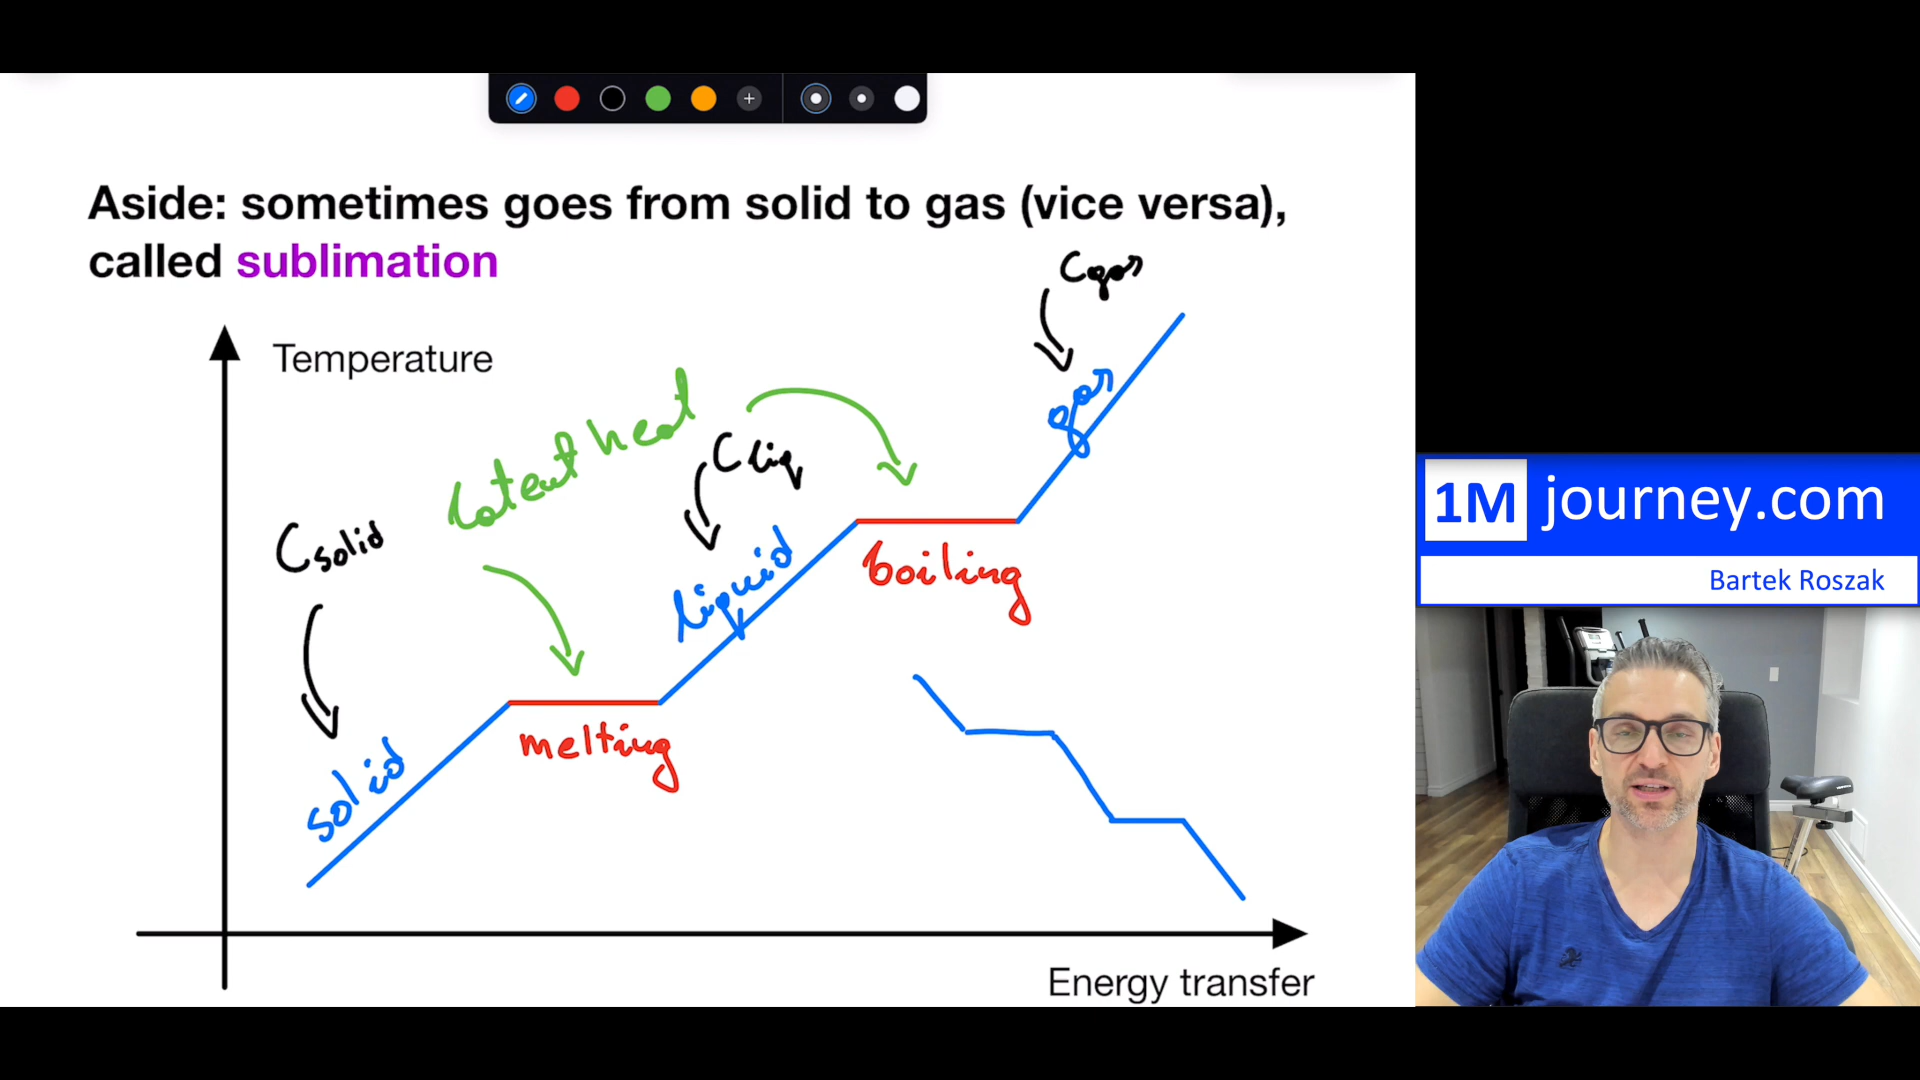 Aside: sometimes goes from solid to gas (vice versa),
called sublimation
Cgas
Temperature
gas
Latent heat
Cliq
Csolid
liquid
boiling
melting
solid
Energy transfer
1M journey.com
Bartek Roszak